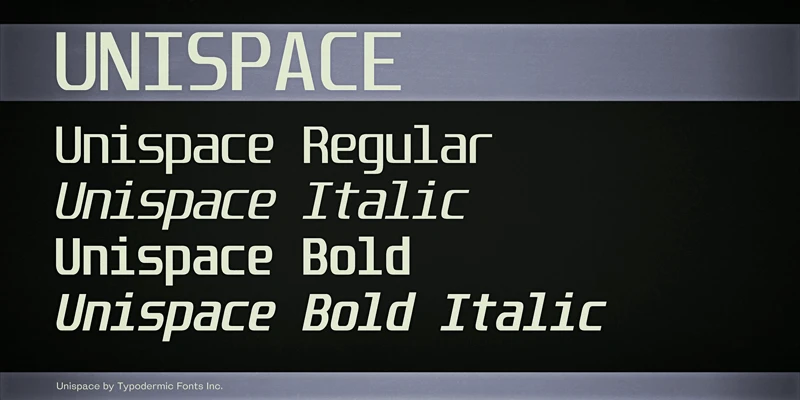 UNISPACE
Unispace Regular
Unispace Italic
Unispace Bold
Unispace Bold Italic
Unispace by Typodermic Fonts Inc.